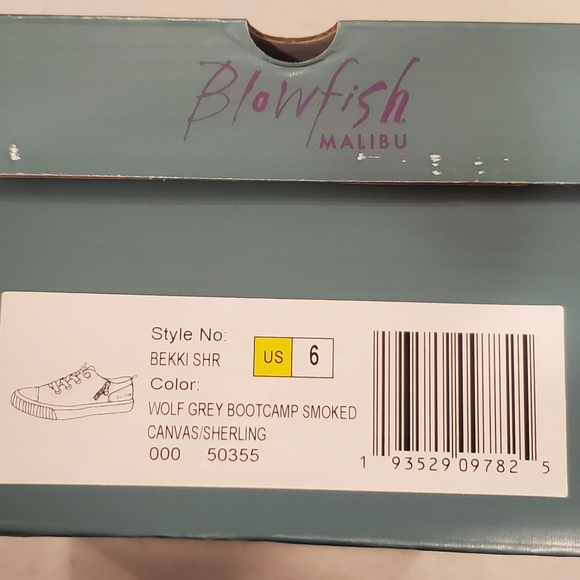 Blowfish
MALIBU
Style No:
BEKKI SHR
US 6
Color:
WOLF GREY BOOTCAMP SMOKED
CANVAS/SHERLING
000 50355
1 93529 09782 5